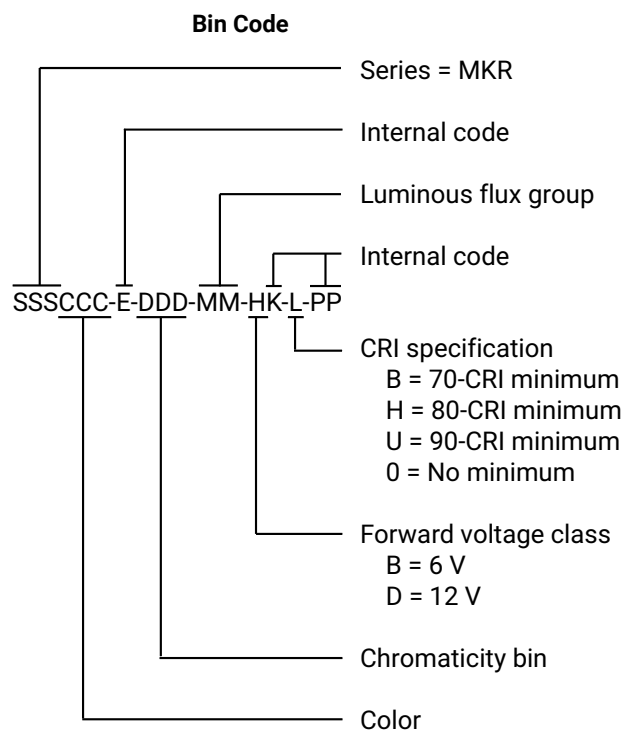 Bin Code
Series = MKR
Internal code
Luminous flux group
Internal code
SSSCCC-E-DDD-MM-HK-L-PP
CRI specification
B = 70-CRI minimum
H = 80-CRI minimum
U = 90-CRI minimum
0 = No minimum
Forward voltage class
B = 6 V
D = 12 V
Chromaticity bin
Color